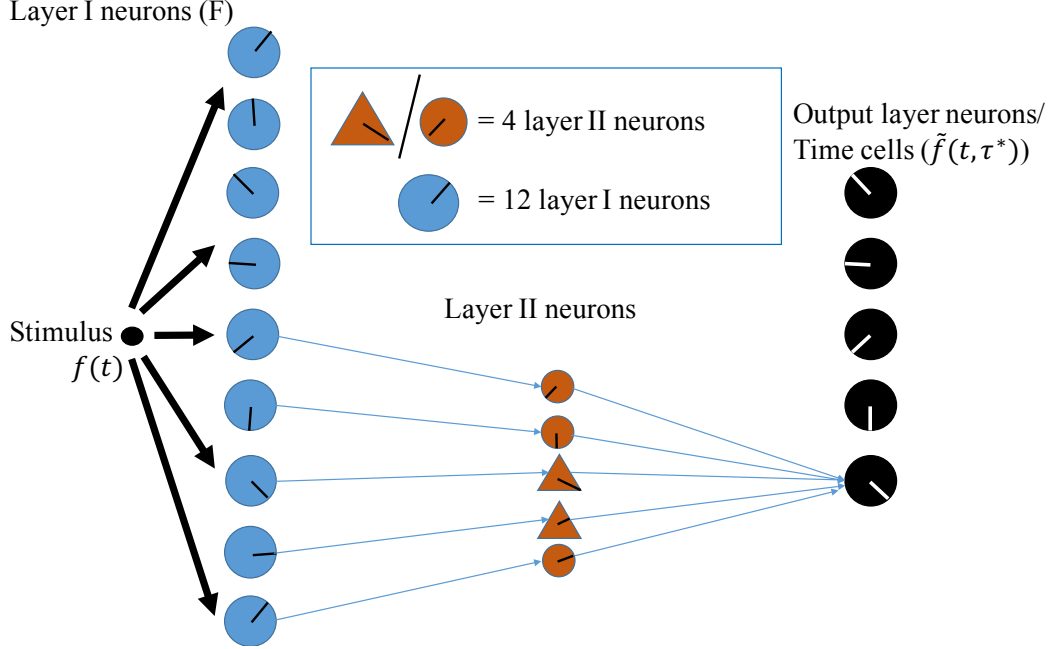 Layer I neurons (F)
= 4 layer II neurons
= 12 layer I neurons
Output layer neurons/
Time cells (f̃(t, τ*))
Layer II neurons
Stimulus
f(t)